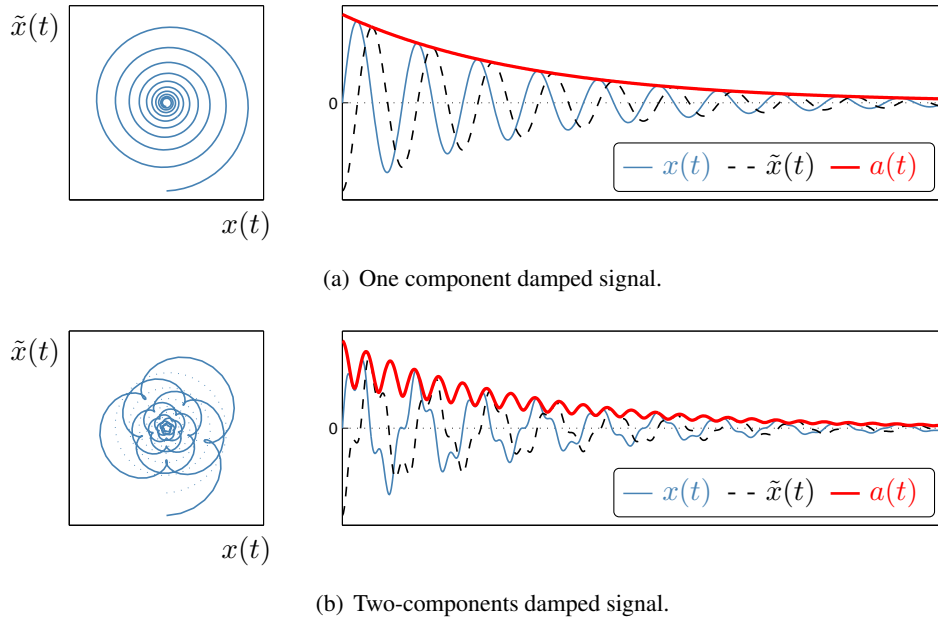 x̃(t)
x(t)
0
x(t) x̃(t) a(t)
(a) One component damped signal.
x̃(t)
x(t)
0
x(t) x̃(t) a(t)
(b) Two-components damped signal.